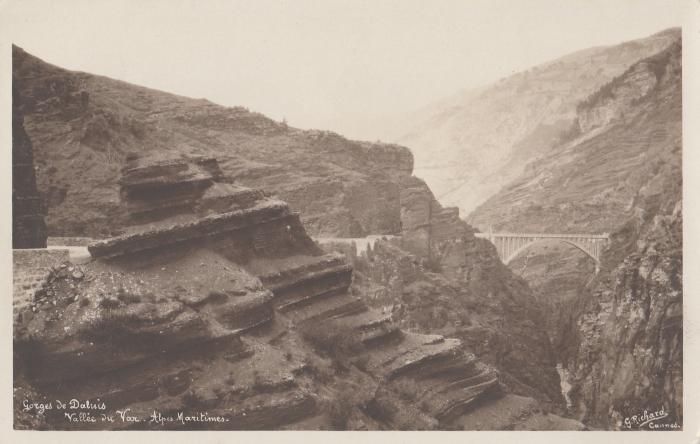 Gorges de Daluis
Vallée du Var. Alpes Maritimes.
G. Richard
Cannes.